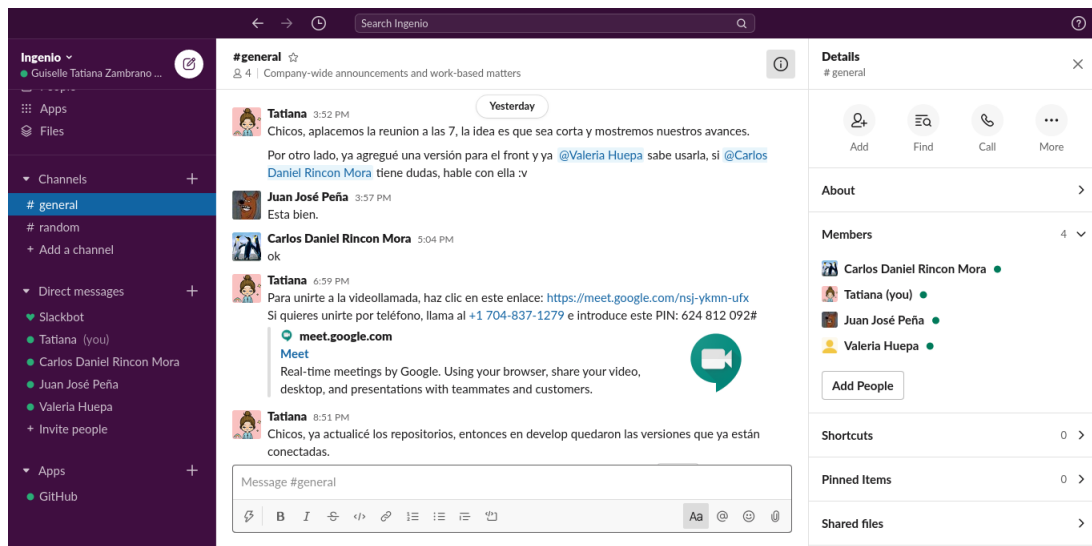 Search Ingenio
Ingenio
Guiselle Tatiana Zambrano ...
Apps
Files
Channels
# general
# random
+ Add a channel
Direct messages
Slackbot
Tatiana (you)
Carlos Daniel Rincon Mora
Juan José Peña
Valeria Huepa
+ Invite people
Apps
GitHub
#general
4 | Company-wide announcements and work-based matters
Yesterday
Tatiana 3:52 PM
Chicos, aplacemos la reunion a las 7, la idea es que sea corta y mostremos nuestros avances.
Por otro lado, ya agregué una versión para el front y ya @Valeria Huepa sabe usarla, si @Carlos
Daniel Rincon Mora tiene dudas, hable con ella :v
Juan José Peña 3:57 PM
Esta bien.
Carlos Daniel Rincon Mora 5:04 PM
ok
Tatiana 6:59 PM
Para unirte a la videollamada, haz clic en este enlace: https://meet.google.com/nsj-ykmn-ufx
Si quieres unirte por teléfono, llama al +1 704-837-1279 e introduce este PIN: 624 812 092#
meet.google.com
Meet
Real-time meetings by Google. Using your browser, share your video,
desktop, and presentations with teammates and customers.
Tatiana 8:51 PM
Chicos, ya actualicé los repositorios, entonces en develop quedaron las versiones que ya están
conectadas.
Message #general
B I S </> Aa @
Details
# general
Add Find Call More
About
Members 4
Carlos Daniel Rincon Mora
Tatiana (you)
Juan José Peña
Valeria Huepa
Add People
Shortcuts 0
Pinned Items 0
Shared files